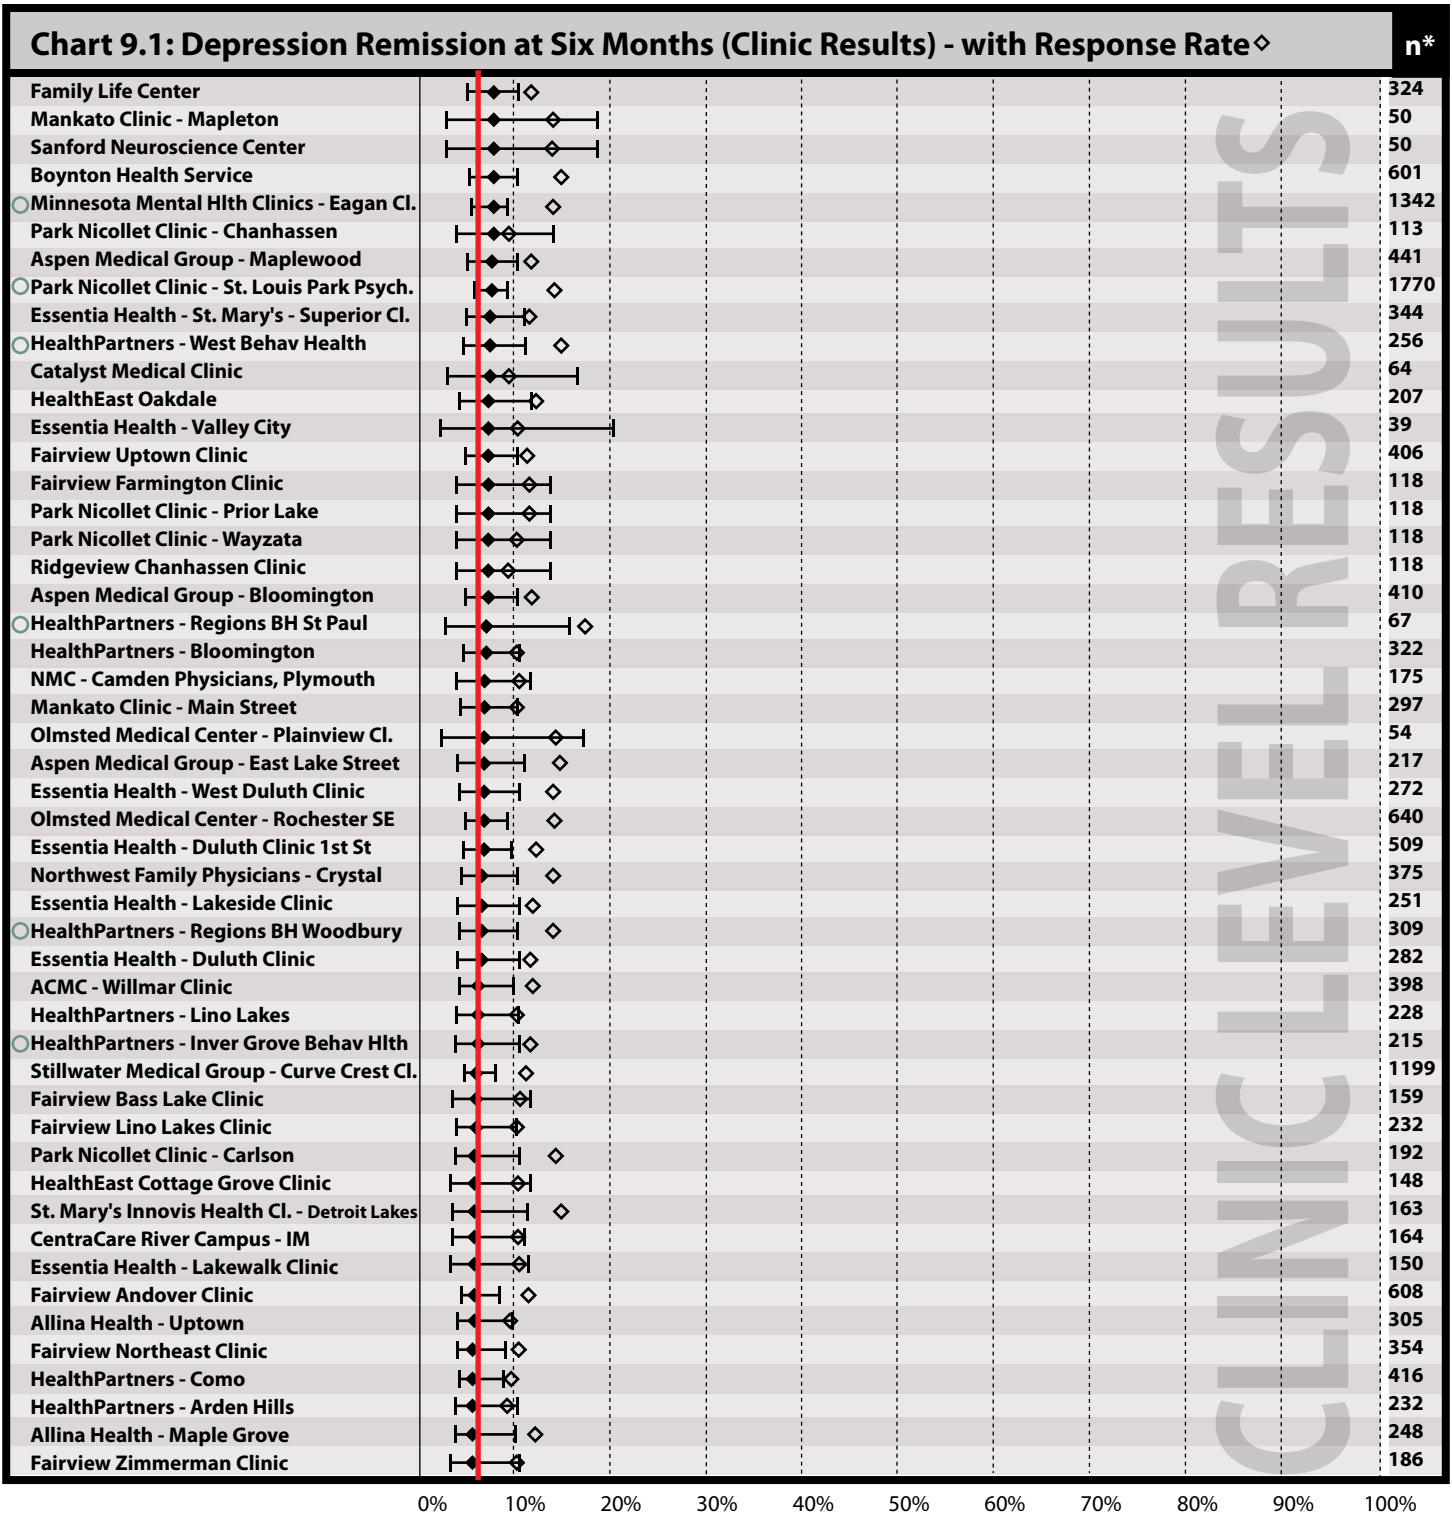 Chart 9.1: Depression Remission at Six Months (Clinic Results) - with Response Rate◇ n*
Family Life Center 324
Mankato Clinic - Mapleton 50
Sanford Neuroscience Center 50
Boynton Health Service 601
Minnesota Mental Hlth Clinics - Eagan Cl. 1342
Park Nicollet Clinic - Chanhassen 113
Aspen Medical Group - Maplewood 441
Park Nicollet Clinic - St. Louis Park Psych. 1770
Essentia Health - St. Mary's - Superior Cl. 344
HealthPartners - West Behav Health 256
Catalyst Medical Clinic 64
HealthEast Oakdale 207
Essentia Health - Valley City 39
Fairview Uptown Clinic 406
Fairview Farmington Clinic 118
Park Nicollet Clinic - Prior Lake 118
Park Nicollet Clinic - Wayzata 118
Ridgeview Chanhassen Clinic 118
Aspen Medical Group - Bloomington 410
HealthPartners - Regions BH St Paul 67
HealthPartners - Bloomington 322
NMC - Camden Physicians, Plymouth 175
Mankato Clinic - Main Street 297
Olmsted Medical Center - Plainview Cl. 54
Aspen Medical Group - East Lake Street 217
Essentia Health - West Duluth Clinic 272
Olmsted Medical Center - Rochester SE 640
Essentia Health - Duluth Clinic 1st St 509
Northwest Family Physicians - Crystal 375
Essentia Health - Lakeside Clinic 251
HealthPartners - Regions BH Woodbury 309
Essentia Health - Duluth Clinic 282
ACMC - Willmar Clinic 398
HealthPartners - Lino Lakes 228
HealthPartners - Inver Grove Behav Hlth 215
Stillwater Medical Group - Curve Crest Cl. 1199
Fairview Bass Lake Clinic 159
Fairview Lino Lakes Clinic 232
Park Nicollet Clinic - Carlson 192
HealthEast Cottage Grove Clinic 148
St. Mary's Innovis Health Cl. - Detroit Lakes 163
CentraCare River Campus - IM 164
Essentia Health - Lakewalk Clinic 150
Fairview Andover Clinic 608
Allina Health - Uptown 305
Fairview Northeast Clinic 354
HealthPartners - Como 416
HealthPartners - Arden Hills 232
Allina Health - Maple Grove 248
Fairview Zimmerman Clinic 186
CLINIC LEVEL RESULTS
0% 10% 20% 30% 40% 50% 60% 70% 80% 90% 100%